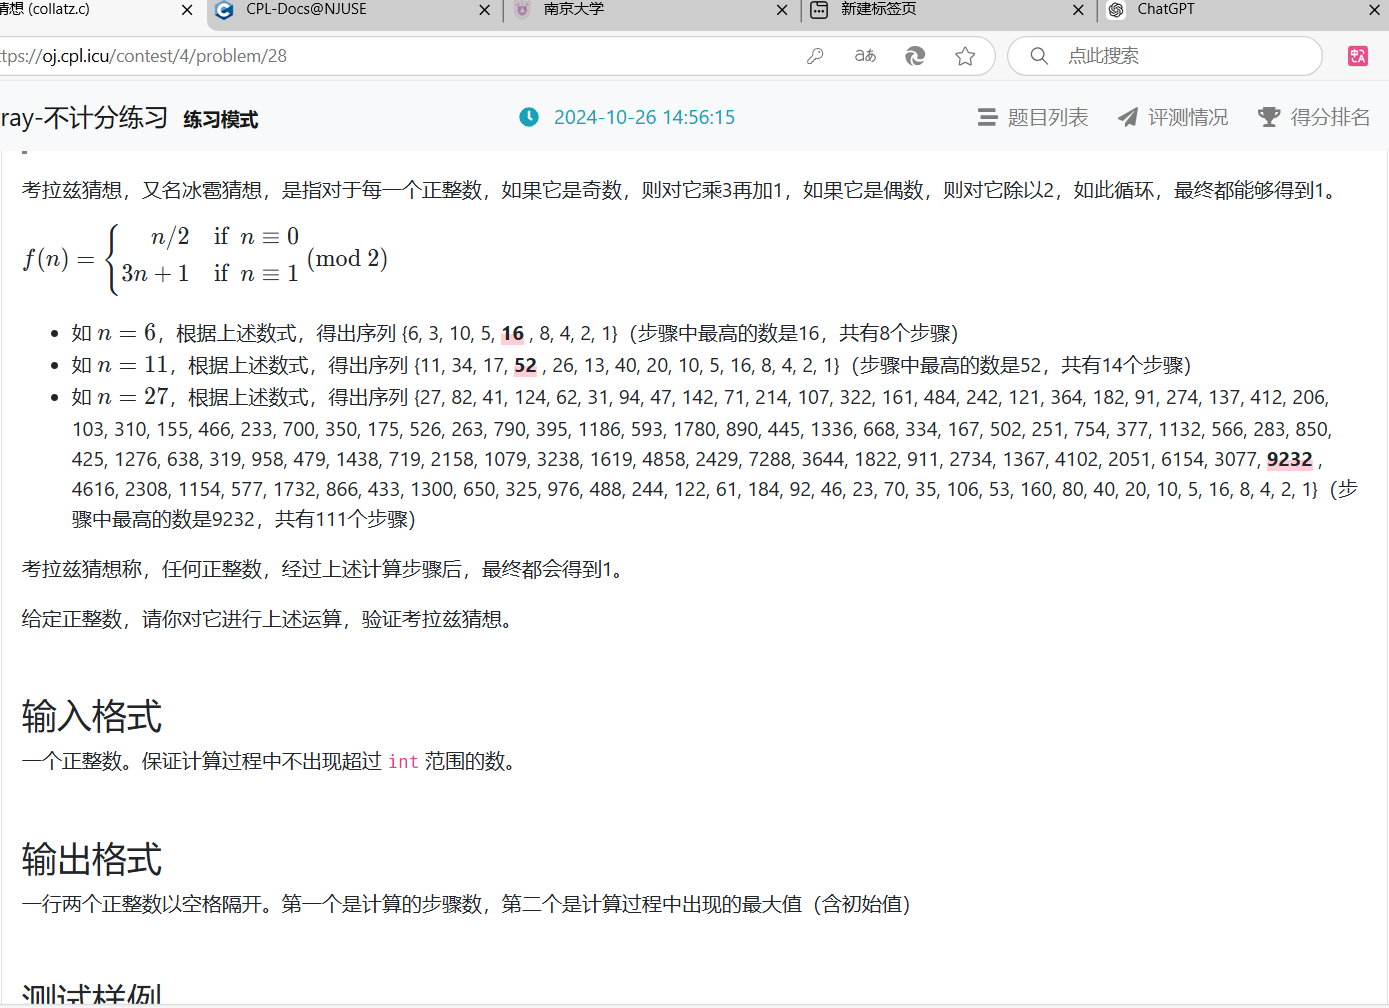 猜想 (collatz.c)
CPL-Docs@NJUSE
南京大学
新建标签页
ChatGPT
ttps://oj.cpl.icu/contest/4/problem/28
aあ
点此搜索
ray-不计分练习 练习模式
2024-10-26 14:56:15
题目列表
评测情况
得分排名
考拉兹猜想，又名冰雹猜想，是指对于每一个正整数，如果它是奇数，则对它乘3再加1，如果它是偶数，则对它除以2，如此循环，最终都能够得到1。
f(n) = { n/2 if n ≡ 0
3n + 1 if n ≡ 1 (mod 2)
• 如 n = 6，根据上述数式，得出序列 {6, 3, 10, 5, 16 , 8, 4, 2, 1}（步骤中最高的数是16，共有8个步骤）
• 如 n = 11，根据上述数式，得出序列 {11, 34, 17, 52 , 26, 13, 40, 20, 10, 5, 16, 8, 4, 2, 1}（步骤中最高的数是52，共有14个步骤）
• 如 n = 27，根据上述数式，得出序列 {27, 82, 41, 124, 62, 31, 94, 47, 142, 71, 214, 107, 322, 161, 484, 242, 121, 364, 182, 91, 274, 137, 412, 206,
103, 310, 155, 466, 233, 700, 350, 175, 526, 263, 790, 395, 1186, 593, 1780, 890, 445, 1336, 668, 334, 167, 502, 251, 754, 377, 1132, 566, 283, 850,
425, 1276, 638, 319, 958, 479, 1438, 719, 2158, 1079, 3238, 1619, 4858, 2429, 7288, 3644, 1822, 911, 2734, 1367, 4102, 2051, 6154, 3077, 9232 ,
4616, 2308, 1154, 577, 1732, 866, 433, 1300, 650, 325, 976, 488, 244, 122, 61, 184, 92, 46, 23, 70, 35, 106, 53, 160, 80, 40, 20, 10, 5, 16, 8, 4, 2, 1}（步
骤中最高的数是9232，共有111个步骤）
考拉兹猜想称，任何正整数，经过上述计算步骤后，最终都会得到1。
给定正整数，请你对它进行上述运算，验证考拉兹猜想。
输入格式
一个正整数。保证计算过程中不出现超过 int 范围的数。
输出格式
一行两个正整数以空格隔开。第一个是计算的步骤数，第二个是计算过程中出现的最大值（含初始值）
测试样例